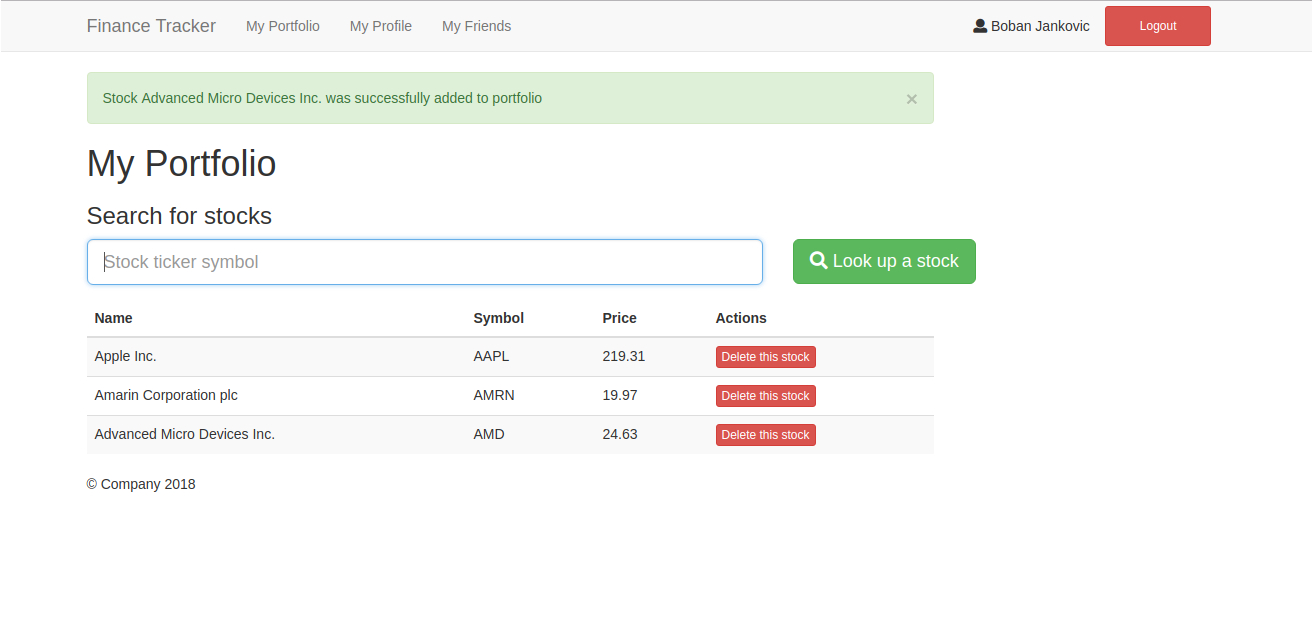 Finance Tracker My Portfolio My Profile My Friends Boban Jankovic Logout
Stock Advanced Micro Devices Inc. was successfully added to portfolio ×
My Portfolio
Search for stocks
Stock ticker symbol Look up a stock
Name Symbol Price Actions
Apple Inc. AAPL 219.31 Delete this stock
Amarin Corporation plc AMRN 19.97 Delete this stock
Advanced Micro Devices Inc. AMD 24.63 Delete this stock
© Company 2018